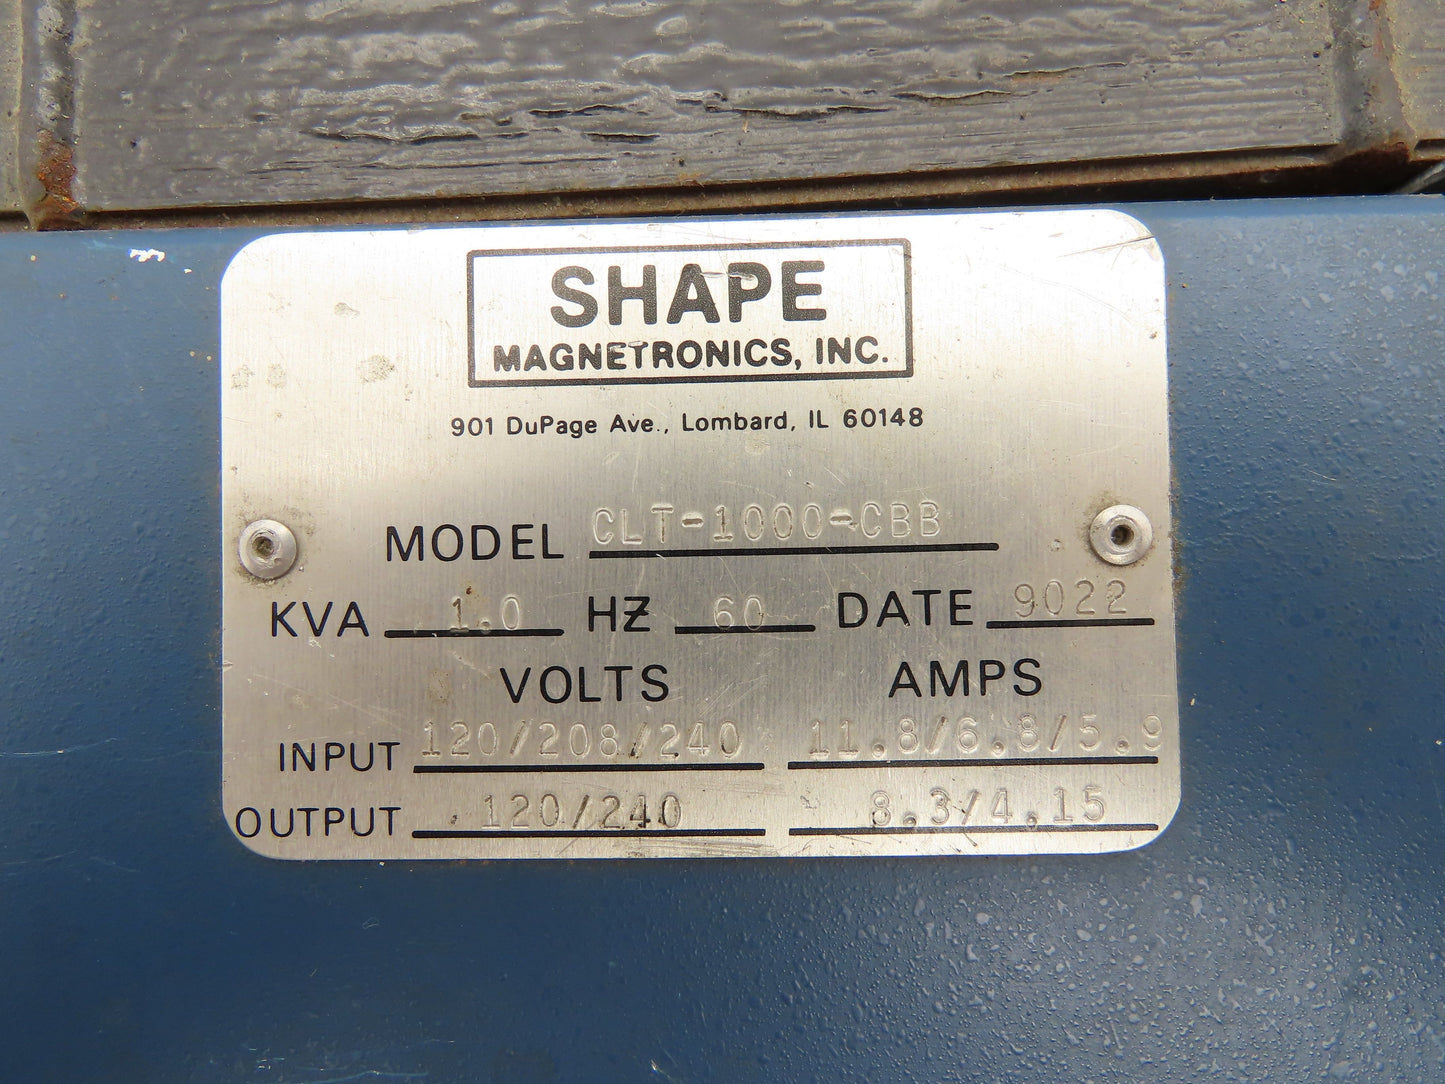 SHAPE
MAGNETRONICS, INC.
901 DuPage Ave., Lombard, IL 60148
MODEL CLT-1000-CBB
KVA 1.0 HZ 60 DATE 9022
VOLTS AMPS
INPUT 120/208/240 11.8/6.8/5.9
OUTPUT 120/240 8.3/4.15